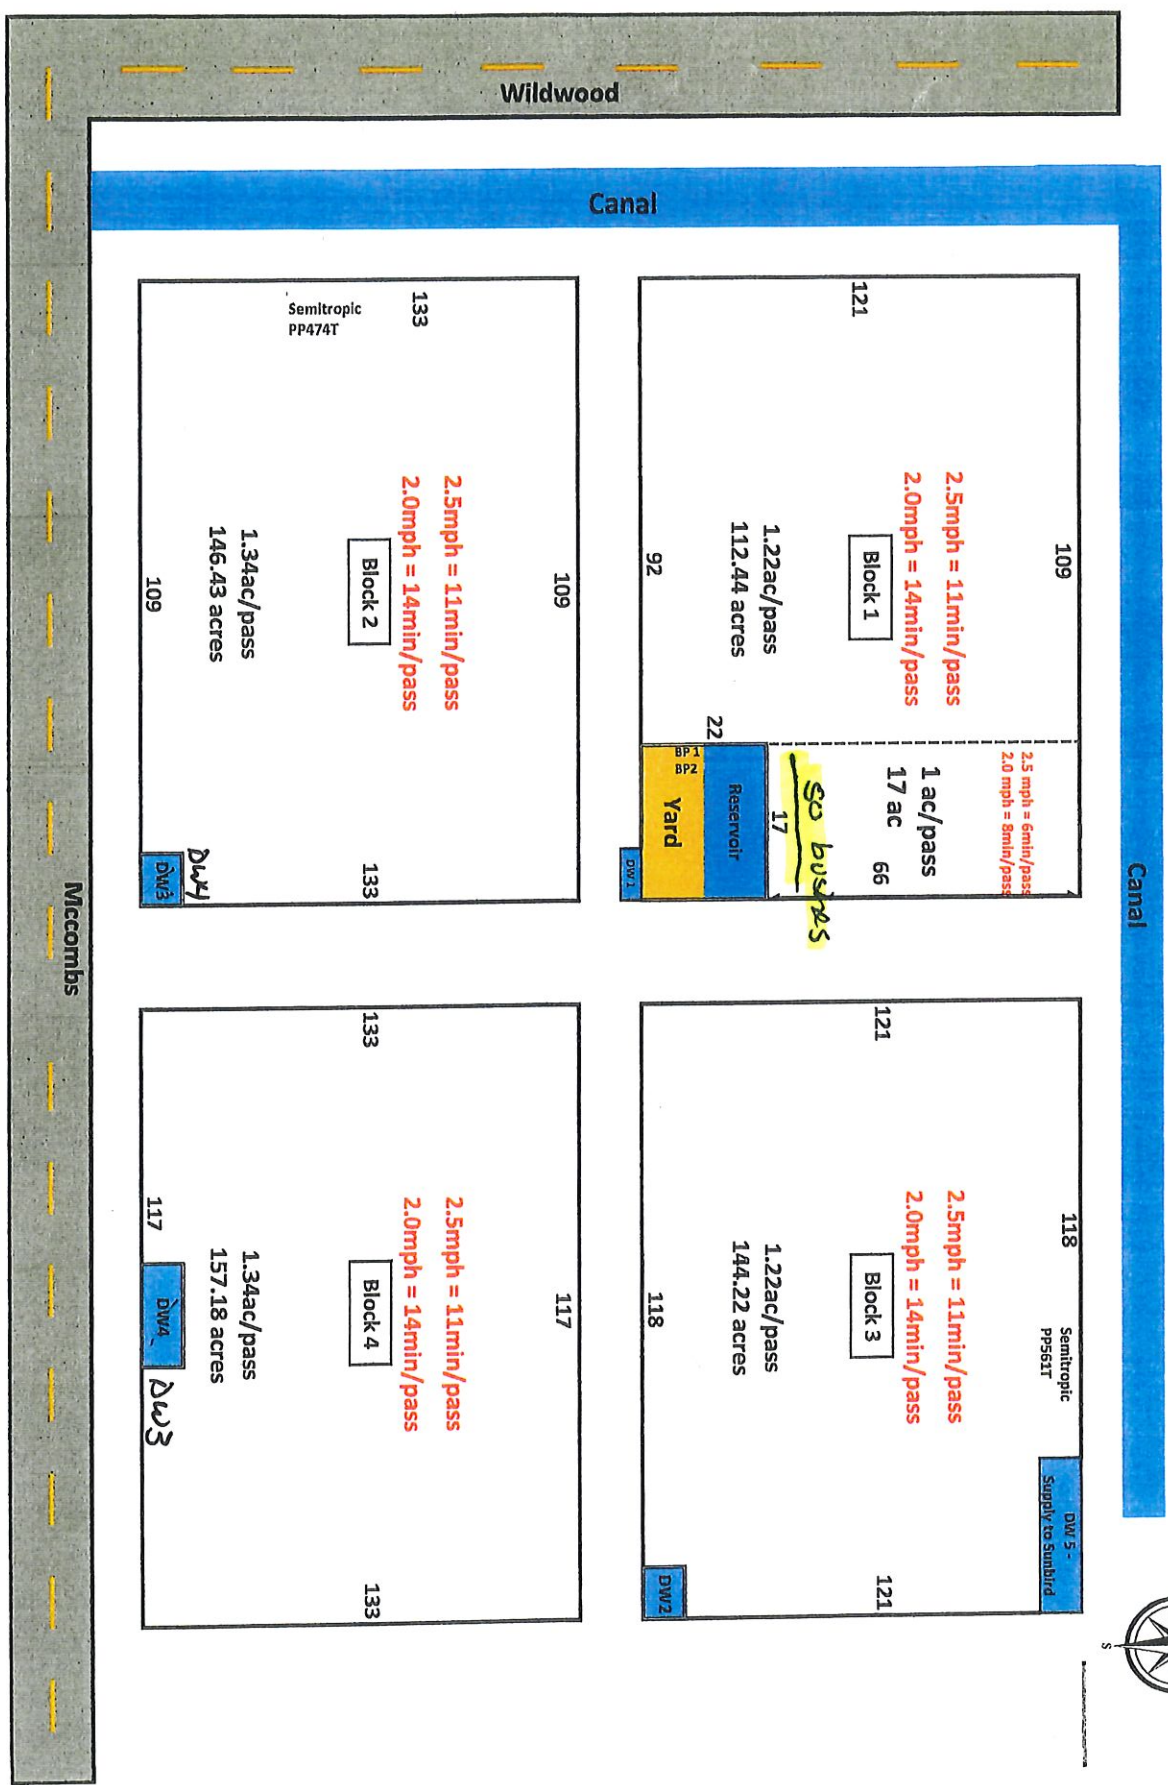 Wildwood
Canal
Canal
Mccombs
109
121
2.5mph = 11min/pass
2.0mph = 14min/pass
Block 1
1.22ac/pass
112.44 acres
92
2.5 mph = 6min/pass
2.0 mph = 8min/pass
1 ac/pass
17 ac
66
50 bushes
17
22
Reservoir
BP 1
BP2
Yard
DW1
118
Semitropic
PP561T
DW 5 -
Supply to Sunbird
121
2.5mph = 11min/pass
2.0mph = 14min/pass
Block 3
1.22ac/pass
144.22 acres
121
118
DW2
109
133
Semitropic
PP474T
2.5mph = 11min/pass
2.0mph = 14min/pass
Block 2
1.34ac/pass
146.43 acres
133
109
DW4
DW3
117
133
2.5mph = 11min/pass
2.0mph = 14min/pass
Block 4
1.34ac/pass
157.18 acres
133
117
DW4
DW3
S